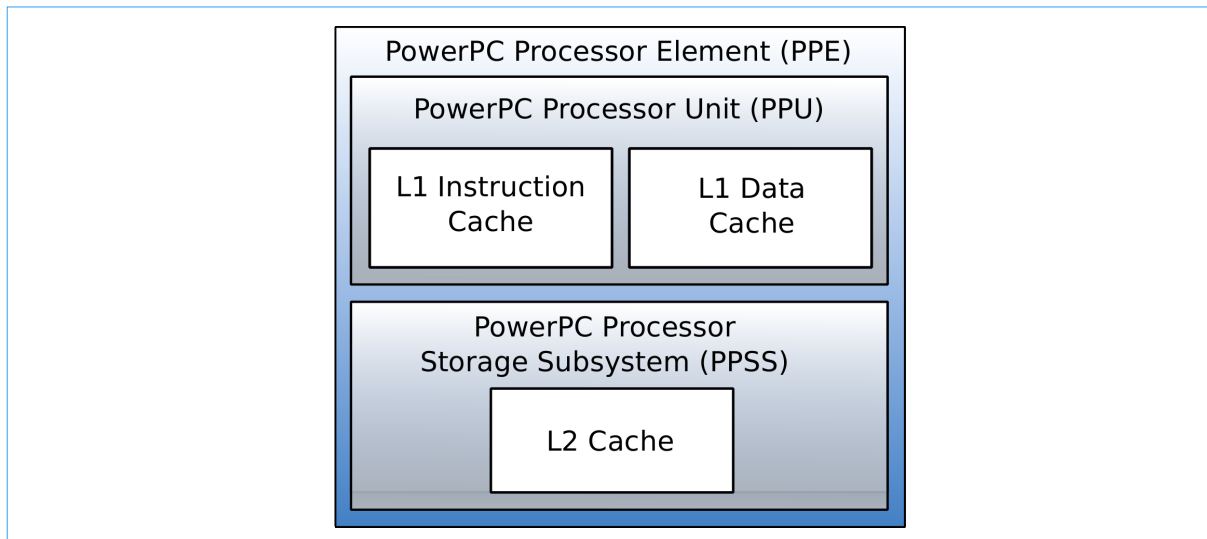 PowerPC Processor Element (PPE)
PowerPC Processor Unit (PPU)
L1 Instruction
Cache
L1 Data
Cache
PowerPC Processor
Storage Subsystem (PPSS)
L2 Cache